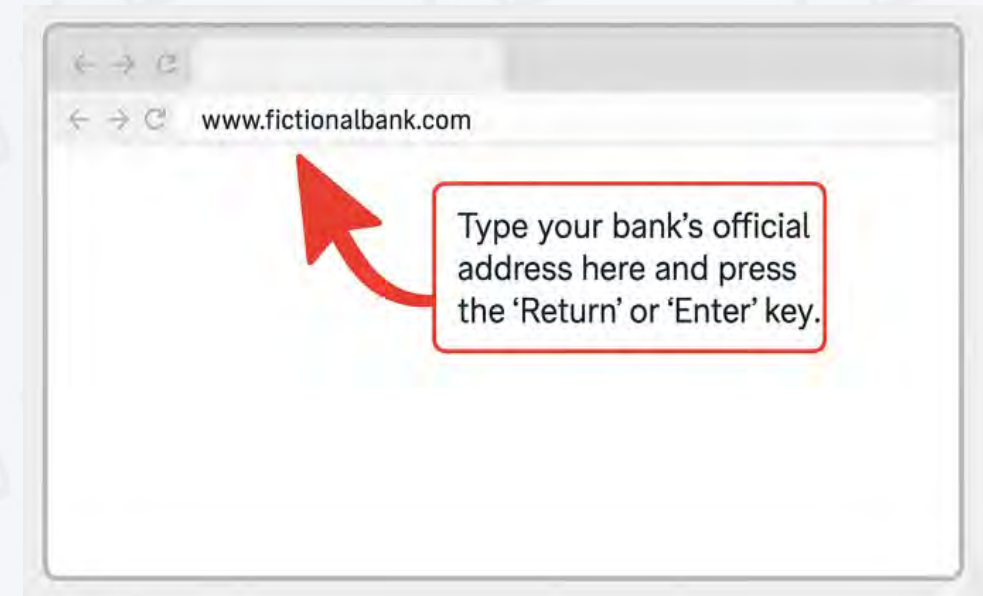 www.fictionalbank.com
Type your bank’s official
address here and press
the ‘Return’ or ‘Enter’ key.